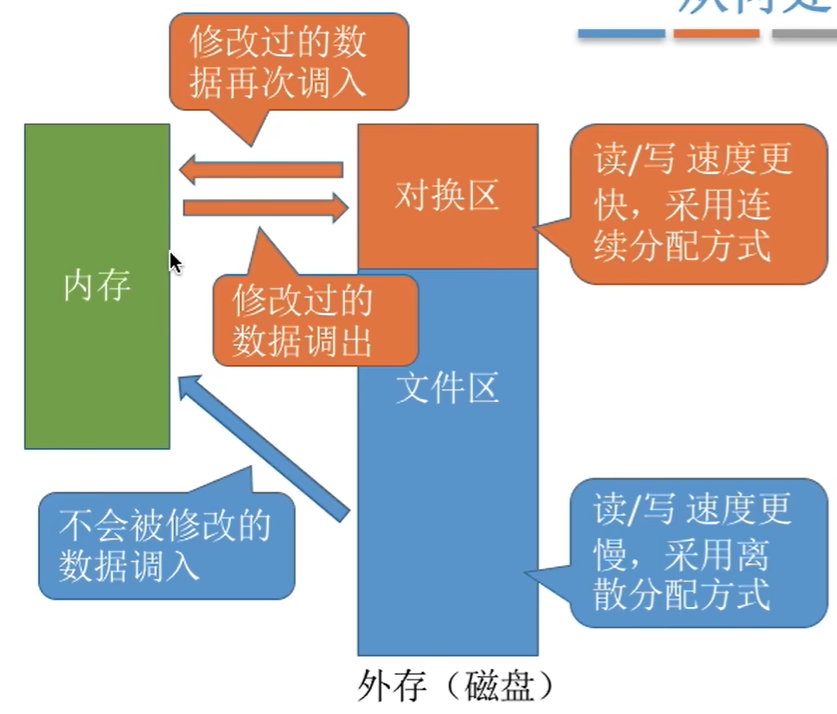 修改过的数
据再次调入
读/写 速度更
快，采用连
续分配方式
对换区
内存
修改过的
数据调出
文件区
不会被修改的
数据调入
读/写 速度更
慢，采用离
散分配方式
外存（磁盘）